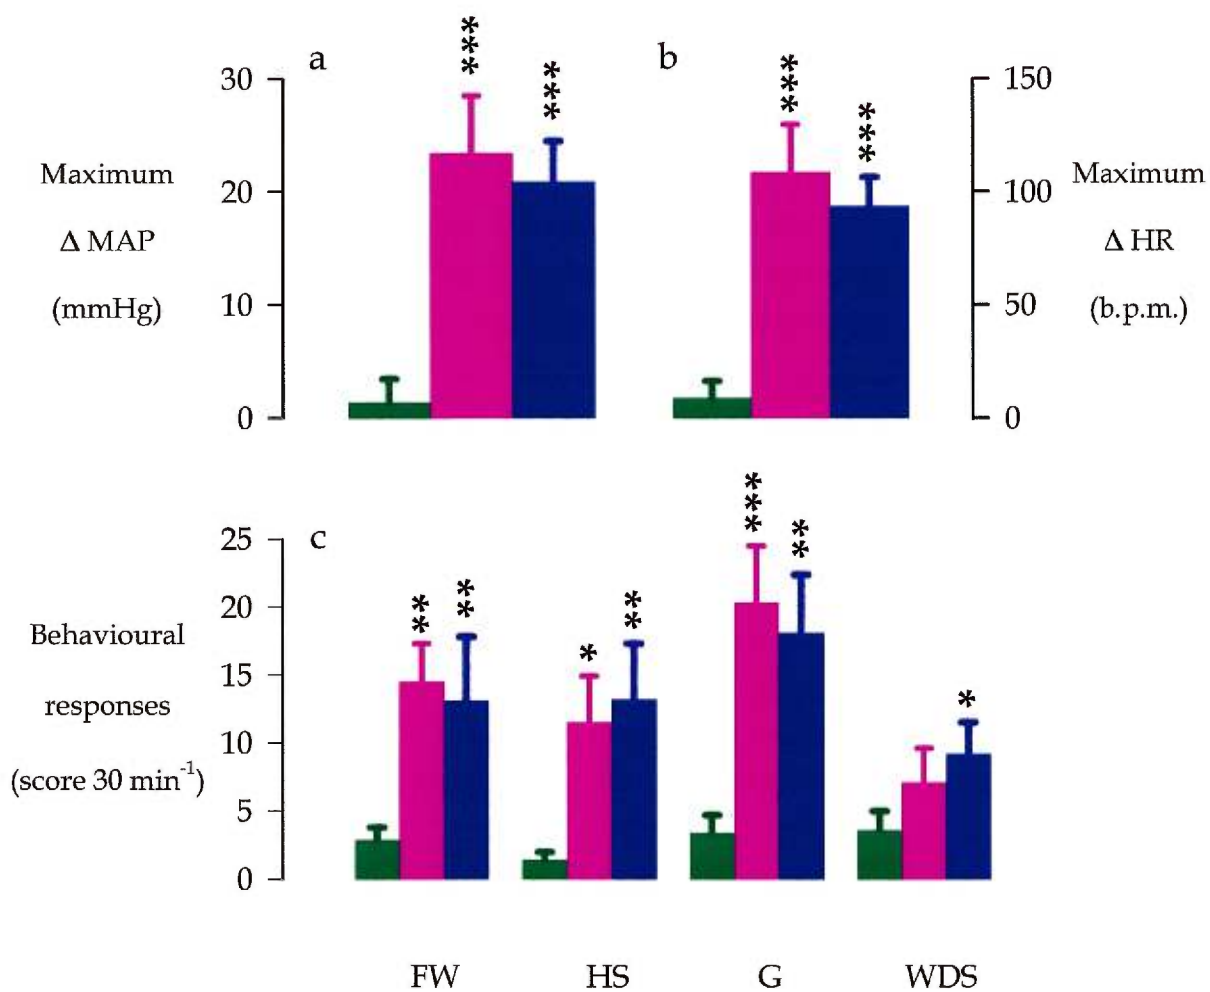 a
b
***
***
***
***
30
20
10
0
Maximum
Δ MAP
(mmHg)
150
100
50
0
Maximum
Δ HR
(b.p.m.)
c
25
20
15
10
5
0
Behavioural
responses
(score 30 min⁻¹)
**
**
*
**
***
**
*
FW HS G WDS